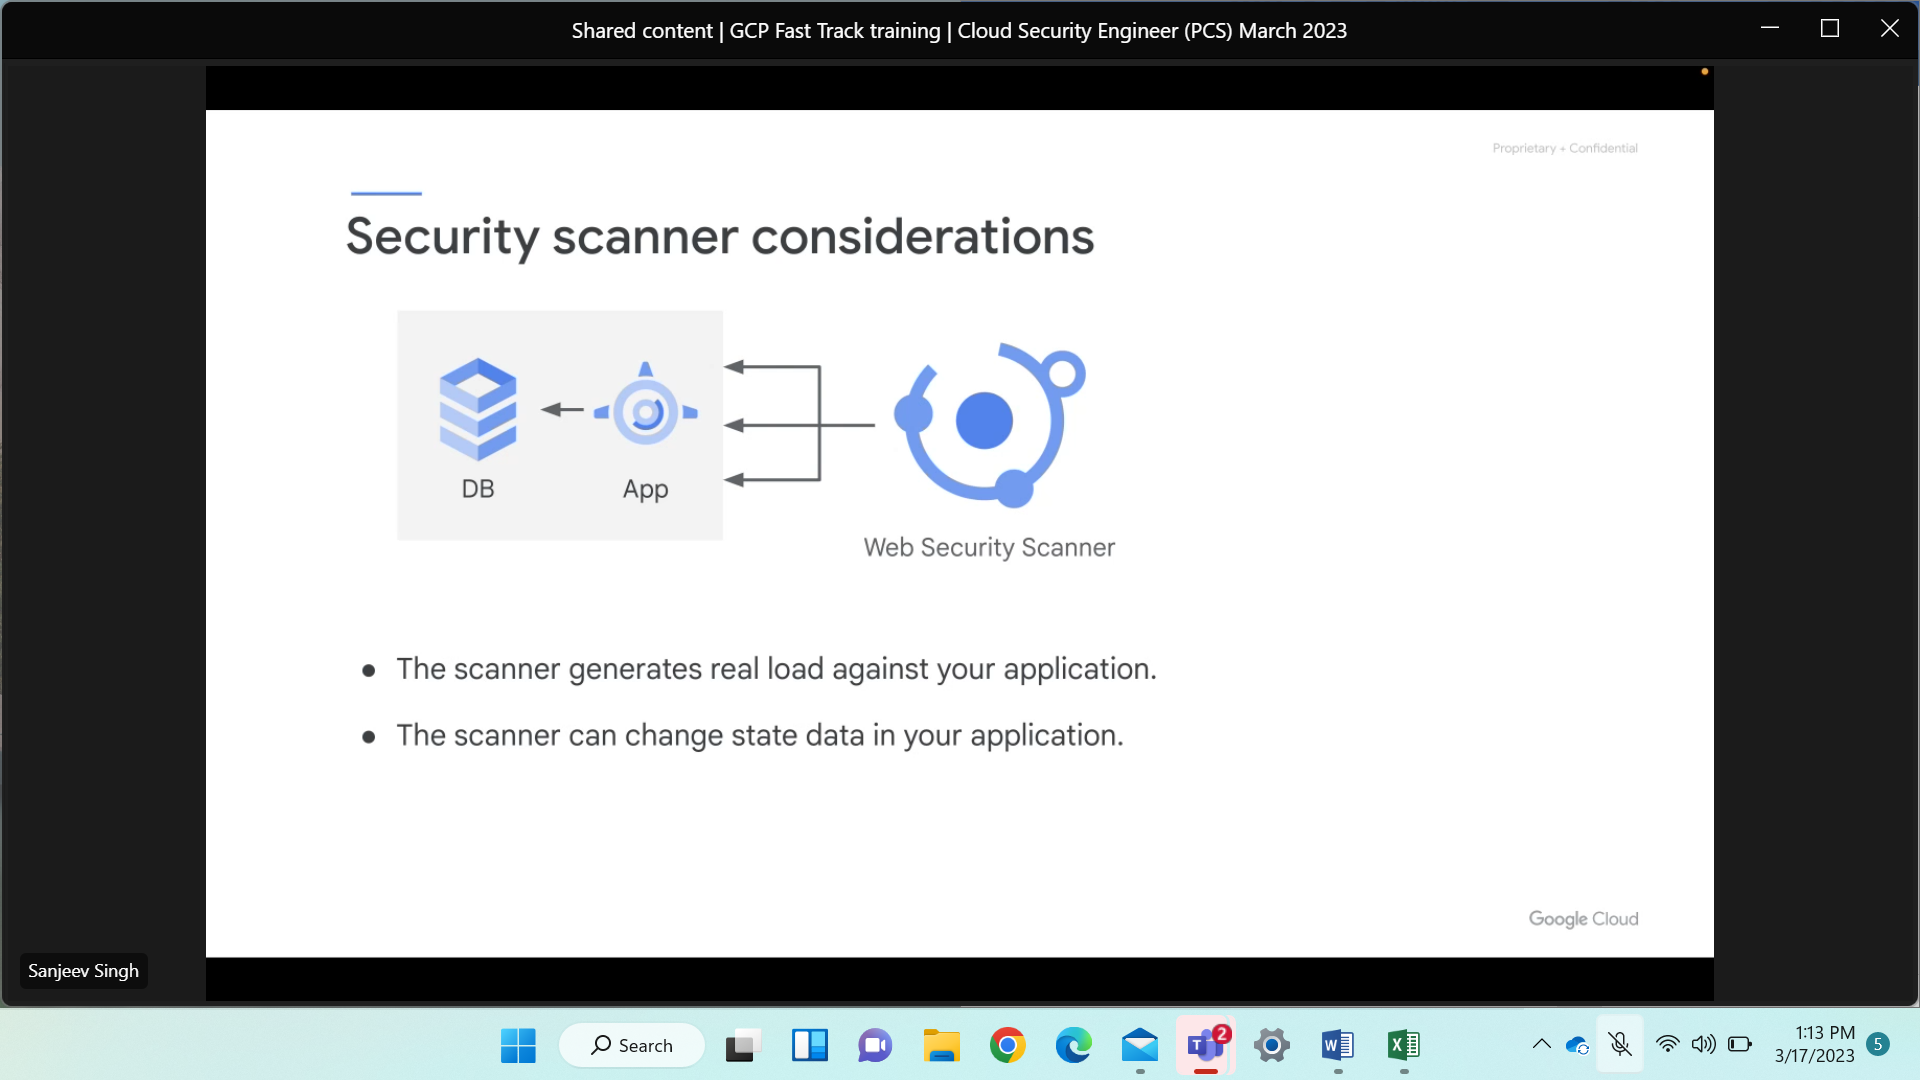 Shared content | GCP Fast Track training | Cloud Security Engineer (PCS) March 2023
Proprietary + Confidential
Security scanner considerations
DB
App
Web Security Scanner
● The scanner generates real load against your application.
● The scanner can change state data in your application.
Google Cloud
Sanjeev Singh
Search
T
2
W
X
1:13 PM
3/17/2023
5